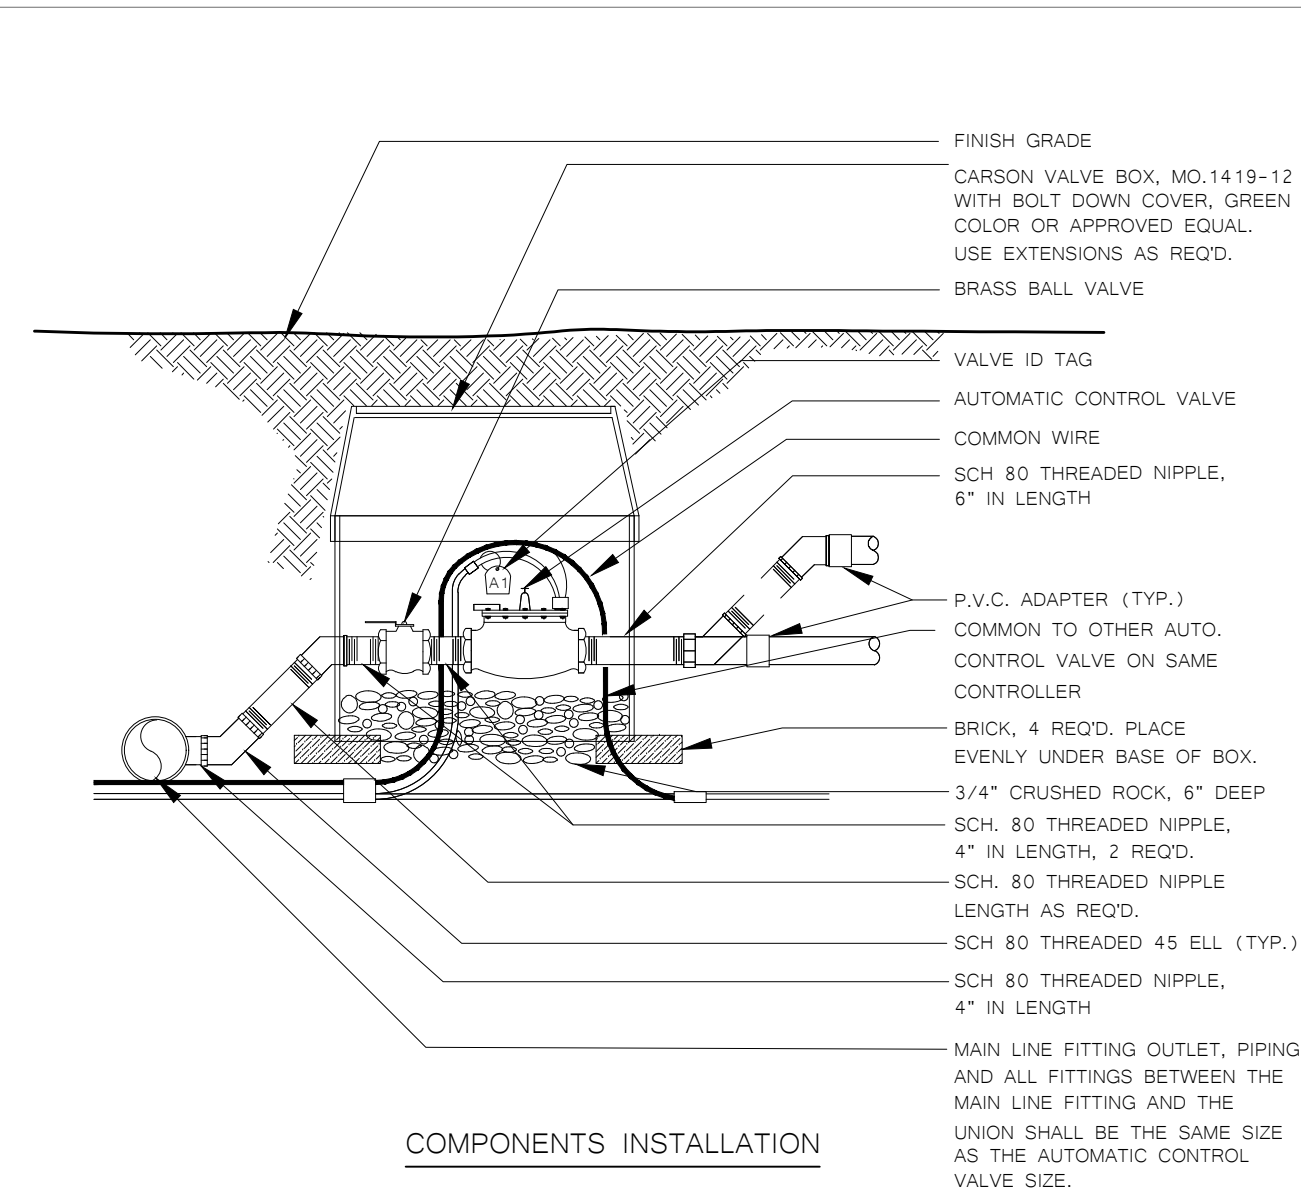 FINISH GRADE
CARSON VALVE BOX, MO.1419-12
WITH BOLT DOWN COVER, GREEN
COLOR OR APPROVED EQUAL.
USE EXTENSIONS AS REQ'D.
BRASS BALL VALVE
VALVE ID TAG
AUTOMATIC CONTROL VALVE
COMMON WIRE
SCH 80 THREADED NIPPLE,
6" IN LENGTH
A1
P.V.C. ADAPTER (TYP.)
COMMON TO OTHER AUTO.
CONTROL VALVE ON SAME
CONTROLLER
BRICK, 4 REQ'D. PLACE
EVENLY UNDER BASE OF BOX.
3/4" CRUSHED ROCK, 6" DEEP
SCH. 80 THREADED NIPPLE,
4" IN LENGTH, 2 REQ'D.
SCH. 80 THREADED NIPPLE
LENGTH AS REQ'D.
SCH 80 THREADED 45 ELL (TYP.)
SCH 80 THREADED NIPPLE,
4" IN LENGTH
MAIN LINE FITTING OUTLET, PIPING
AND ALL FITTINGS BETWEEN THE
MAIN LINE FITTING AND THE
UNION SHALL BE THE SAME SIZE
AS THE AUTOMATIC CONTROL
VALVE SIZE.
COMPONENTS INSTALLATION